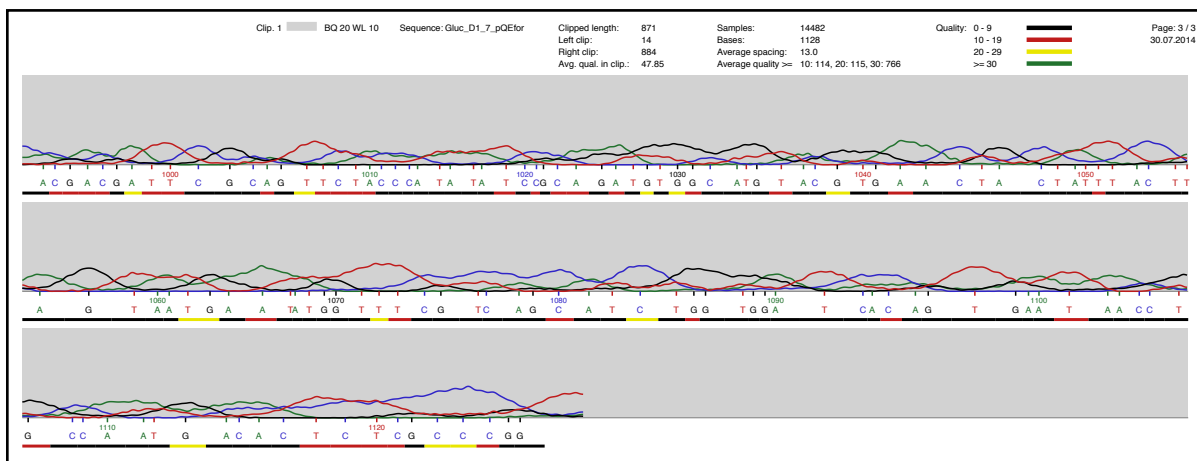 Clip. 1 BQ 20 WL 10 Sequence: Gluc_D1_7_pQEfor Clipped length: 871 Samples: 14482 Quality: 0 - 9 Page: 3 / 3
Left clip: 14 Bases: 1128 10 - 19 30.07.2014
Right clip: 884 Average spacing: 13.0 20 - 29
Avg. qual. in clip.: 47.85 Average quality >= 10: 114, 20: 115, 30: 766 >= 30
1000 1010 1020 1030 1040 1050
A C G A C G A T T C G C A G T T C T A C C C A T A T A T C C G C A G A T G T G G C A T G T A C G T G A A C T A C T A T T T A C T T
1060 1070 1080 1090 1100
A G T A A T G A A T A T G G T T T C G T C A G C A T C T G G T G G A T C A C A G T G A A T A A C C T
1110 1120
G C C A A T G A C A C T C T C G C C C G G